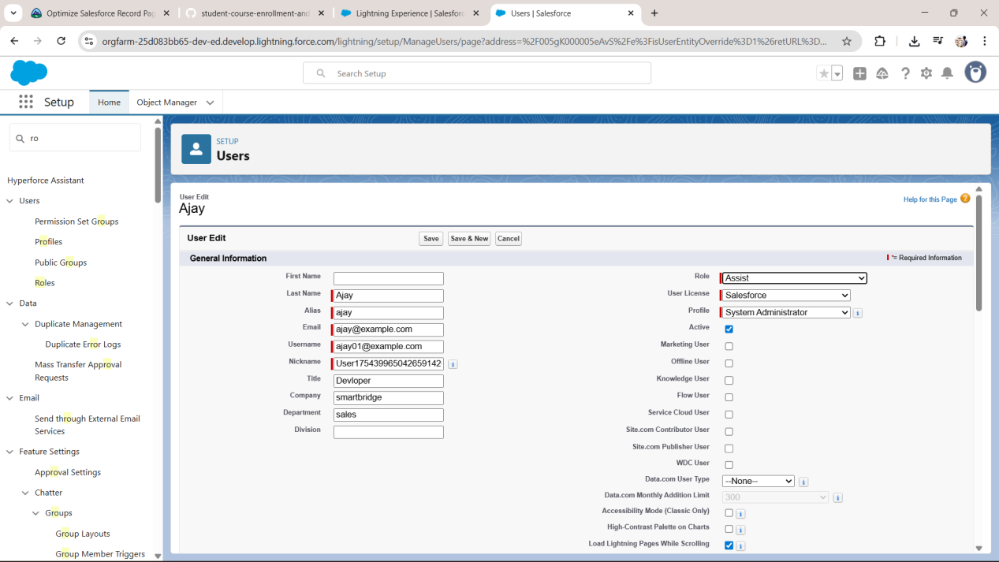 Optimize Salesforce Record Pag
student-course-enrollment-and
Lightning Experience | Salesforc
Users | Salesforce
orgfarm-25d083bb65-dev-ed.develop.lightning.force.com/lightning/setup/ManageUsers/page?address=%2F005gK000005eAvS%2Fe%3FisUserEntityOverride%3D1%26retURL%3D...
Search Setup
Setup
Home
Object Manager
ro
Hyperforce Assistant
Users
Permission Set Groups
Profiles
Public Groups
Roles
Data
Duplicate Management
Duplicate Error Logs
Mass Transfer Approval
Requests
Email
Send through External Email
Services
Feature Settings
Approval Settings
Chatter
Groups
Group Layouts
Group Member Triggers
SETUP
Users
User Edit
Ajay
Help for this Page
User Edit
Save
Save & New
Cancel
General Information
*= Required Information
First Name
Last Name Ajay
Alias ajay
Email ajay@example.com
Username ajay01@example.com
Nickname User175439965042659142
Title Devloper
Company smartbridge
Department sales
Division
Role Assist
User License Salesforce
Profile System Administrator
Active
Marketing User
Offline User
Knowledge User
Flow User
Service Cloud User
Site.com Contributor User
Site.com Publisher User
WDC User
Data.com User Type --None--
Data.com Monthly Addition Limit 300
Accessibility Mode (Classic Only)
High-Contrast Palette on Charts
Load Lightning Pages While Scrolling